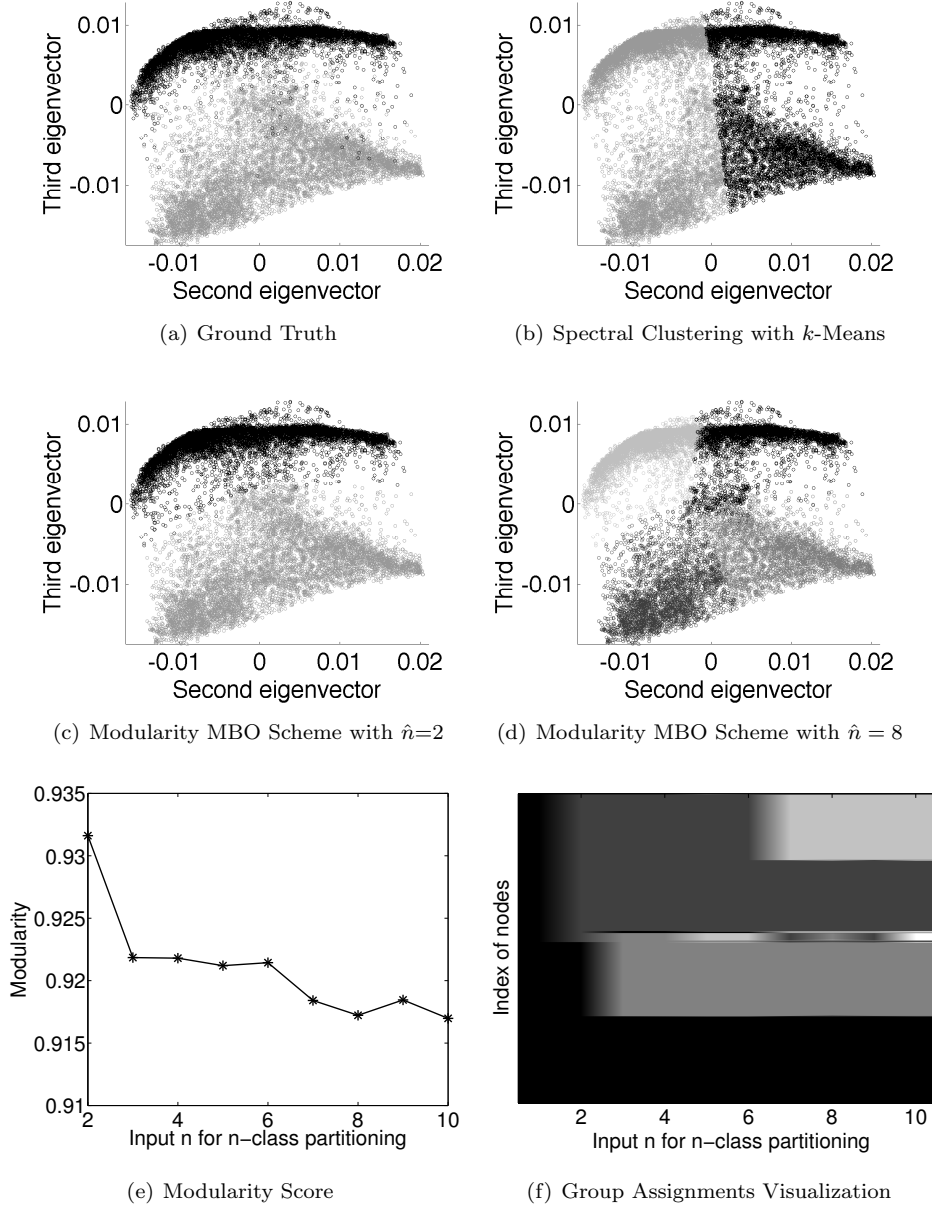 0.01
0
-0.01
Third eigenvector
-0.01 0 0.01 0.02
Second eigenvector
(a) Ground Truth
0.01
0
-0.01
Third eigenvector
-0.01 0 0.01 0.02
Second eigenvector
(b) Spectral Clustering with k-Means
0.01
0
-0.01
Third eigenvector
-0.01 0 0.01 0.02
Second eigenvector
(c) Modularity MBO Scheme with n̂=2
0.01
0
-0.01
Third eigenvector
-0.01 0 0.01 0.02
Second eigenvector
(d) Modularity MBO Scheme with n̂ = 8
0.935
0.93
0.925
0.92
0.915
0.91
Modularity
2 4 6 8 10
Input n for n−class partitioning
(e) Modularity Score
Index of nodes
2 4 6 8 10
Input n for n−class partitioning
(f) Group Assignments Visualization